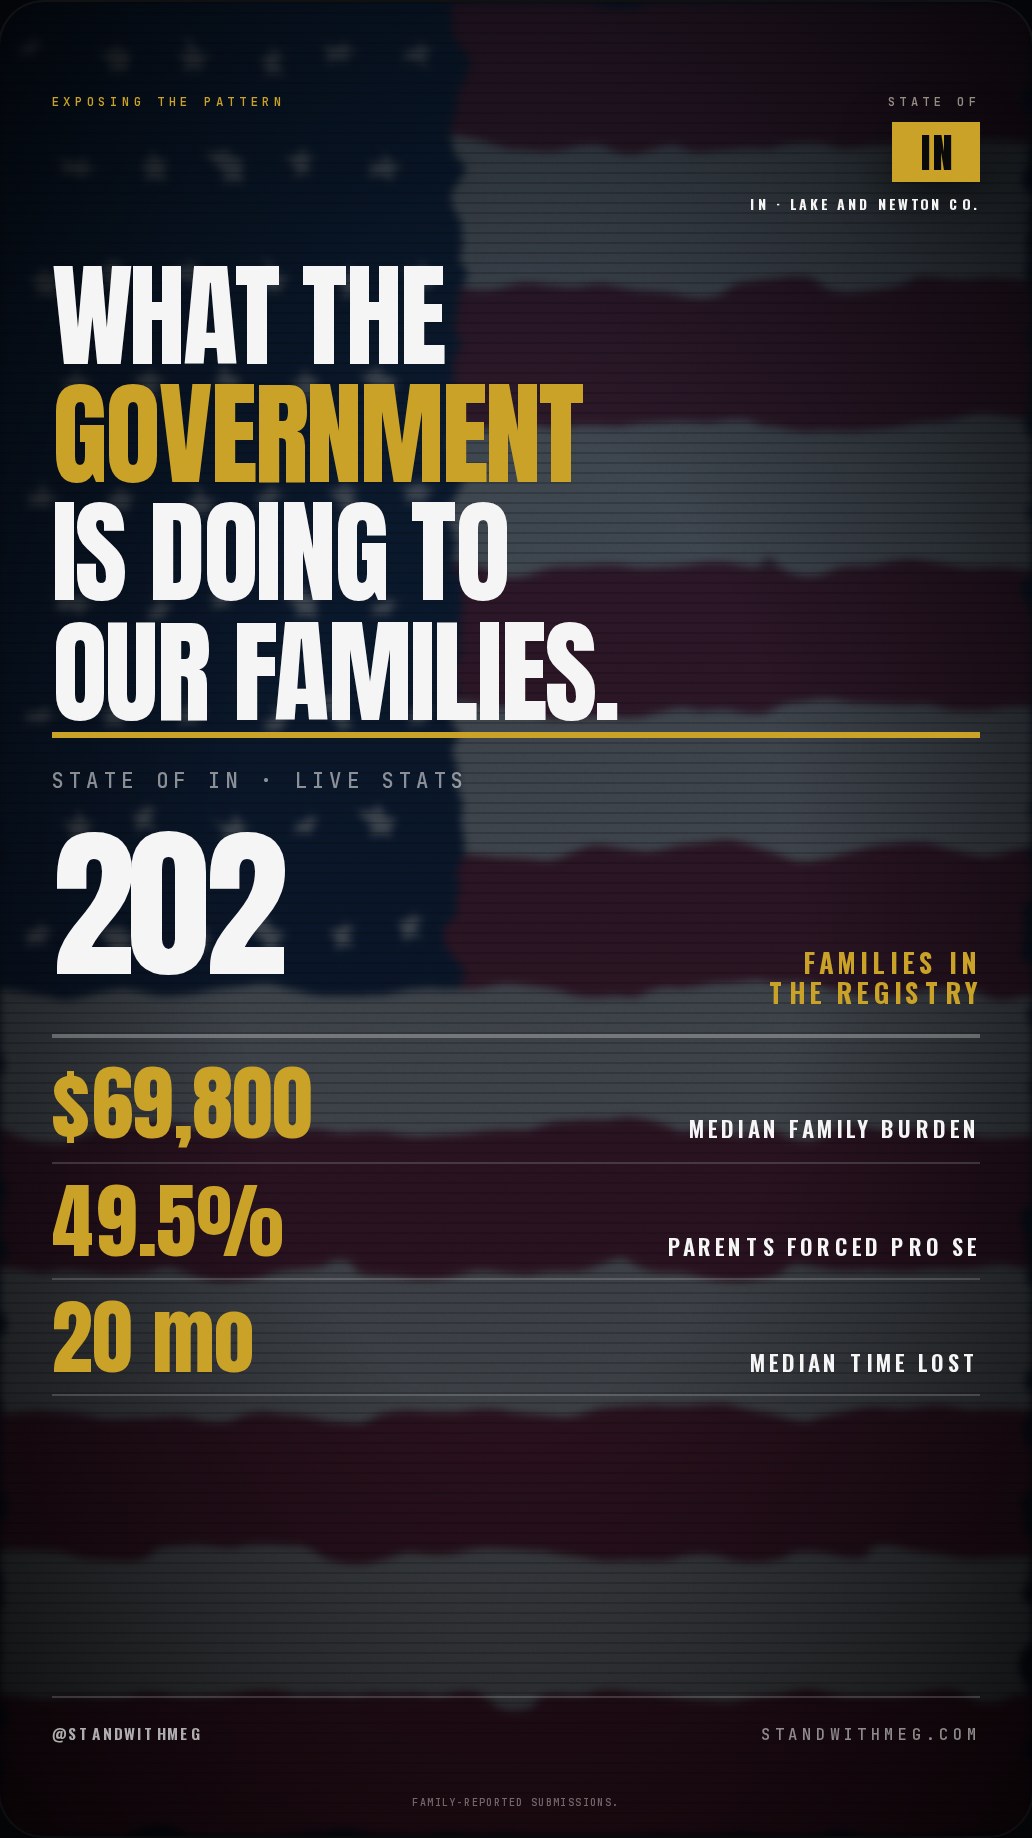 EXPOSING THE PATTERN
STATE OF
IN
IN · LAKE AND NEWTON CO.
WHAT THE
GOVERNMENT
IS DOING TO
OUR FAMILIES.
STATE OF IN · LIVE STATS
202
FAMILIES IN
THE REGISTRY
$69,800
MEDIAN FAMILY BURDEN
49.5%
PARENTS FORCED PRO SE
20 mo
MEDIAN TIME LOST
@STANDWITHMEG
STANDWITHMEG.COM
FAMILY-REPORTED SUBMISSIONS.